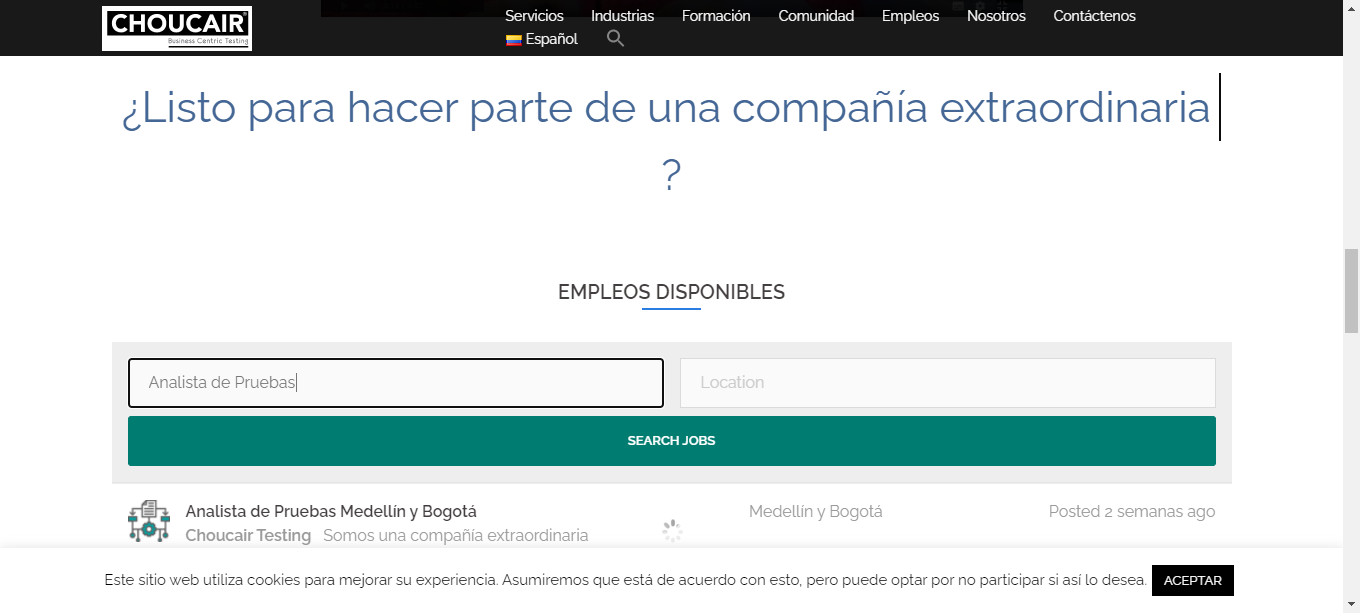 CHOUCAIR®
Business Centric Testing
Servicios Industrias Formación Comunidad Empleos Nosotros Contáctenos
Español
¿Listo para hacer parte de una compañía extraordinaria
?
EMPLEOS DISPONIBLES
Analista de Pruebas
Location
SEARCH JOBS
Analista de Pruebas Medellín y Bogotá
Medellín y Bogotá
Posted 2 semanas ago
Choucair Testing Somos una compañía extraordinaria
Este sitio web utiliza cookies para mejorar su experiencia. Asumiremos que está de acuerdo con esto, pero puede optar por no participar si así lo desea. ACEPTAR